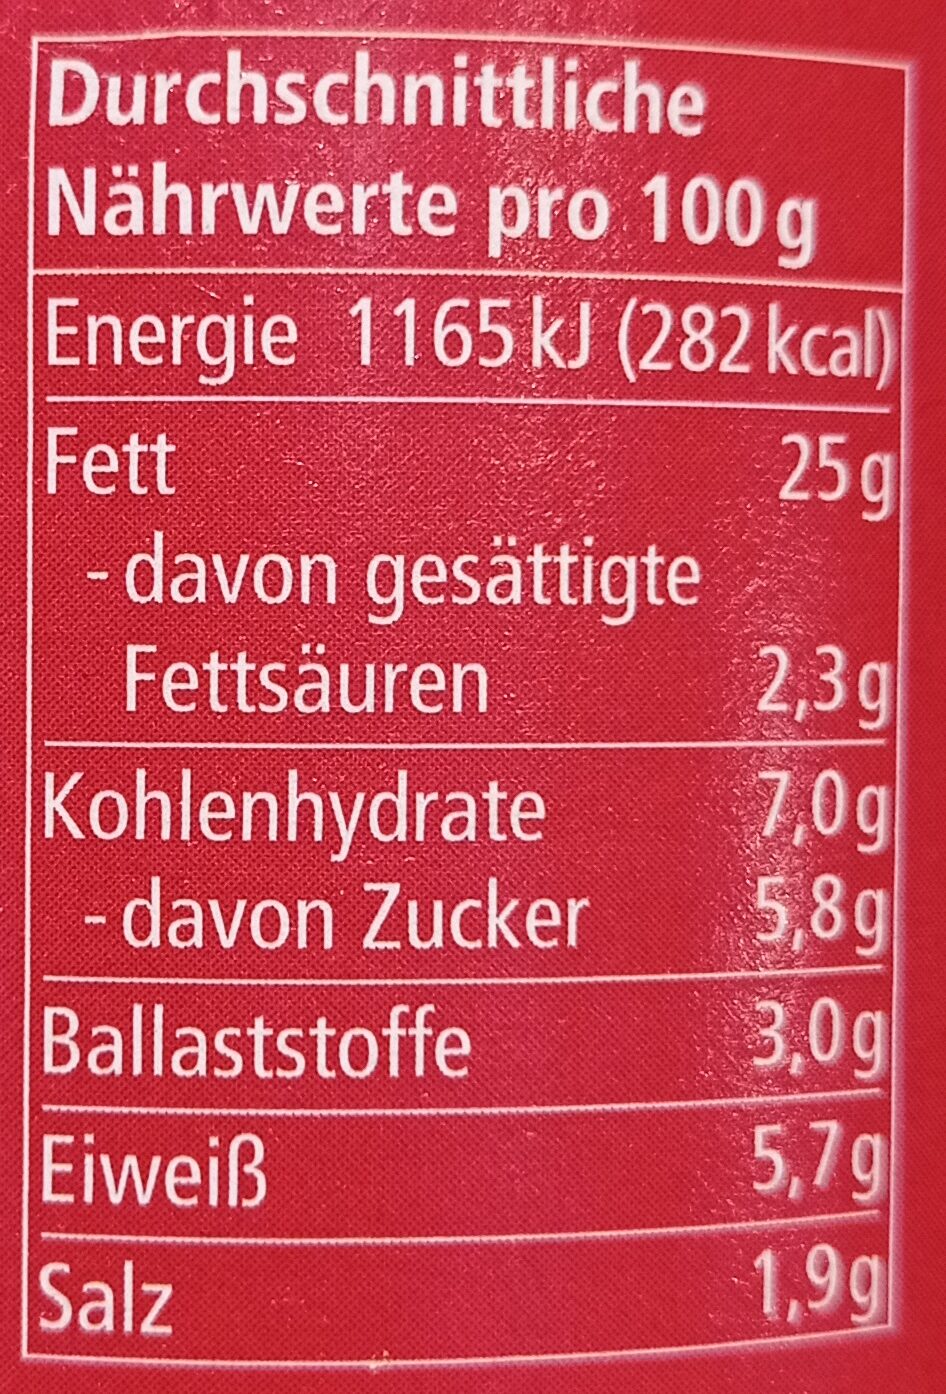 Durchschnittliche
Nährwerte pro 100 g
Energie 1165 kJ (282 kcal)
Fett 25 g
- davon gesättigte
Fettsäuren 2,3 g
Kohlenhydrate 7,0 g
- davon Zucker 5,8 g
Ballaststoffe 3,0 g
Eiweiß 5,7 g
Salz 1,9 g